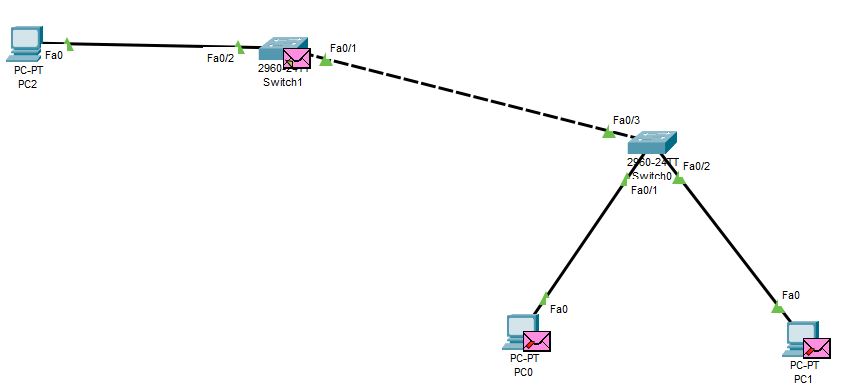 Fa0
PC-PT
PC2
Fa0/2
Fa0/1
2960-24TT
Switch1
Fa0/3
2960-24TT
Switch0
Fa0/2
Fa0/1
Fa0
PC-PT
PC0
Fa0
PC-PT
PC1